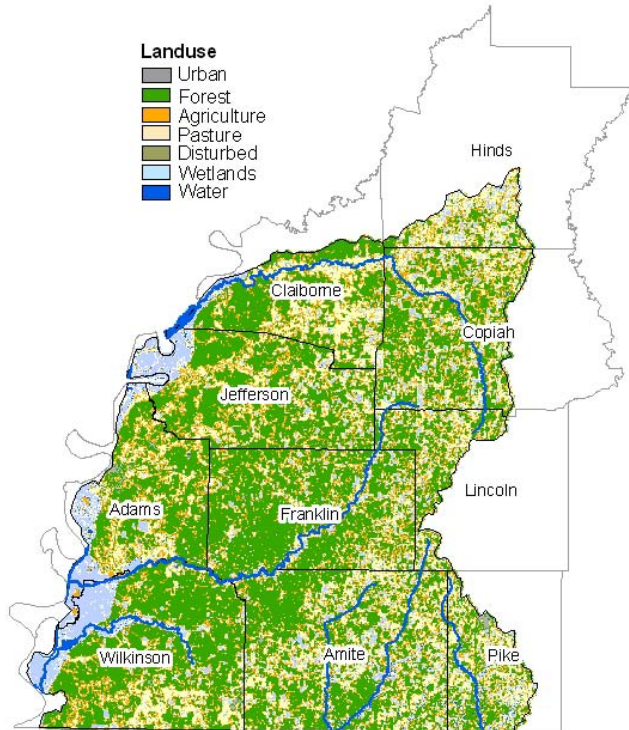 Landuse
Urban
Forest
Agriculture
Pasture
Disturbed
Wetlands
Water
Hinds
Claiborne
Copiah
Jefferson
Lincoln
Adams
Franklin
Wilkinson
Amite
Pike